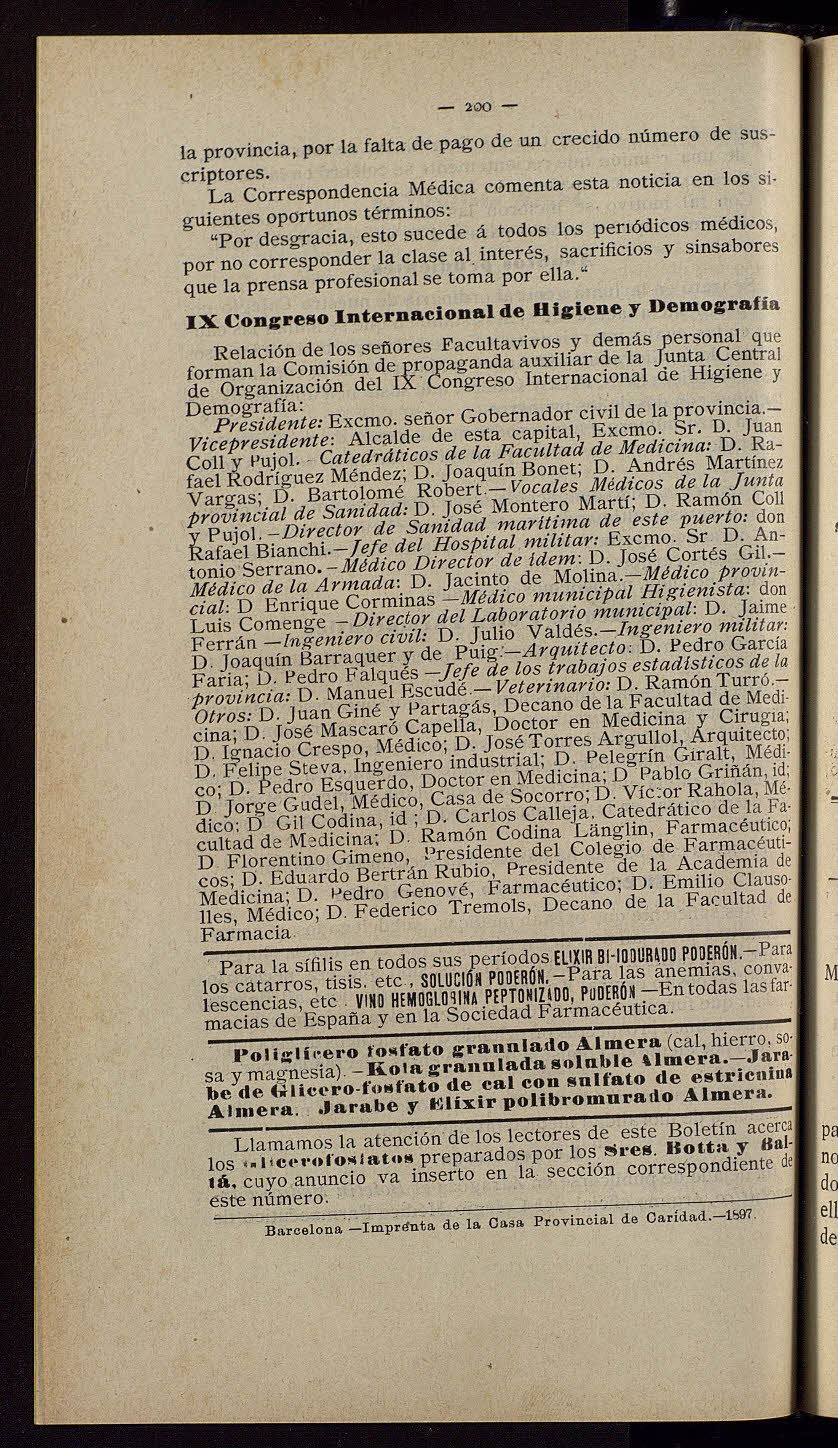 — 200 —
la provincia, por la falta de pago de un crecido número de sus-
criptores.
La Correspondencia Médica comenta esta noticia en los si-
guientes oportunos términos:
“Por desgracia, esto sucede á todos los periódicos médicos,
por no corresponder la clase al interés, sacrificios y sinsabores
que la prensa profesional se toma por ella.“
IX Congreso Internacional de Higiene y Demografía
Relación de los señores Facultavivos y demás personal que
forman la Comisión de propaganda auxiliar de la Junta Central
de Organización del IX Congreso Internacional de Higiene y
Demografía:
Presidente: Excmo. señor Gobernador civil de la provincia.—
Vicepresidente: Alcalde de esta capital, Excmo. Sr. D. Juan
Coll y Pujol. - Catedráticos de la Facultad de Medicina: D. Ra-
fael Rodríguez Méndez; D. Joaquín Bonet; D. Andrés Martínez
Vargas; D. Bartolomé Robert.—Vocales Médicos de la Junta
provincial de Sanidad: D. José Montero Martí; D. Ramón Coll
y Pujol.—Director de Sanidad marítima de este puerto: don
Rafael Bianchi.—Jefe del Hospital militar: Excmo. Sr D. An-
tonio Serrano.—Médico Director de idem: D. José Cortés Gil.—
Médico de la Armada: D. Jacinto de Molina.—Médico provin-
cial: D Enrique Corminas —Médico municipal Higienista: don
Luis Comenge —Director del Laboratorio municipal: D. Jaime
Ferrán —Ingeniero civil: D. Julio Valdés.—Ingeniero militar:
D. Joaquín Barraquer y de Puig.—Arquitecto: D. Pedro García
Faria; D. Pedro Falqués —Jefe de los trabajos estadísticos de la
provincia: D. Manuel Escudé.—Veterinario: D. Ramón Turró.—
Otros: D. Juan Giné y Partagás, Decano de la Facultad de Medi-
cina; D. José Mascaró Capella, Doctor en Medicina y Cirugía;
D. Ignacio Crespo, Médico; D. José Torres Argullol, Arquitecto;
D. Felipe Steva, Ingeniero industrial; D. Pelegrín Giralt, Médi-
co; D. Pedro Esquerdo, Doctor en Medicina; D Pablo Griñán, id;
D Jorge Gudel, Médico, Casa de Socorro; D. Víctor Rahola, Mé-
dico; D Gil Codina, id ; D. Carlos Calleja, Catedrático de la Fa-
cultad de Medicina; D. Ramón Codina Länglin, Farmacéutico;
D Florentino Gimeno, Presidente del Colegio de Farmacéuti-
cos; D. Eduardo Bertrán Rubio, Presidente de la Academia de
Medicina; D. Pedro Genové, Farmacéutico; D. Emilio Clauso-
lles, Médico; D. Federico Tremols, Decano de la Facultad de
Farmacia.
Para la sífilis en todos sus períodos ELIXIR BI-IODURADO PODERÓN.—Para
los catarros, tisis, etc , SOLUCIÓN PODERÓN.—Para las anemias, conva-
lescencias, etc . VINO HEMOGLOBINA PEPTONIZADO, PODERÓN —En todas las far-
macias de España y en la Sociedad Farmacéutica.
Poliglícero fosfato granulado Almera (cal, hierro, so-
sa y magnesia).—Kola granulada soluble Almera.—Jara-
be de Glicero-fosfato de cal con sulfato de estricnina
Almera. Jarabe y Elíxir polibromurado Almera.
Llamamos la atención de los lectores de este Boletín acerca
los Glicerofosfatos preparados por los Sres. Botta y Bal-
tá, cuyo anuncio va inserto en la sección correspondiente de
este número.
Barcelona —Imprenta de la Casa Provincial de Caridad.—1897.
M
pa
no
do
ell
de